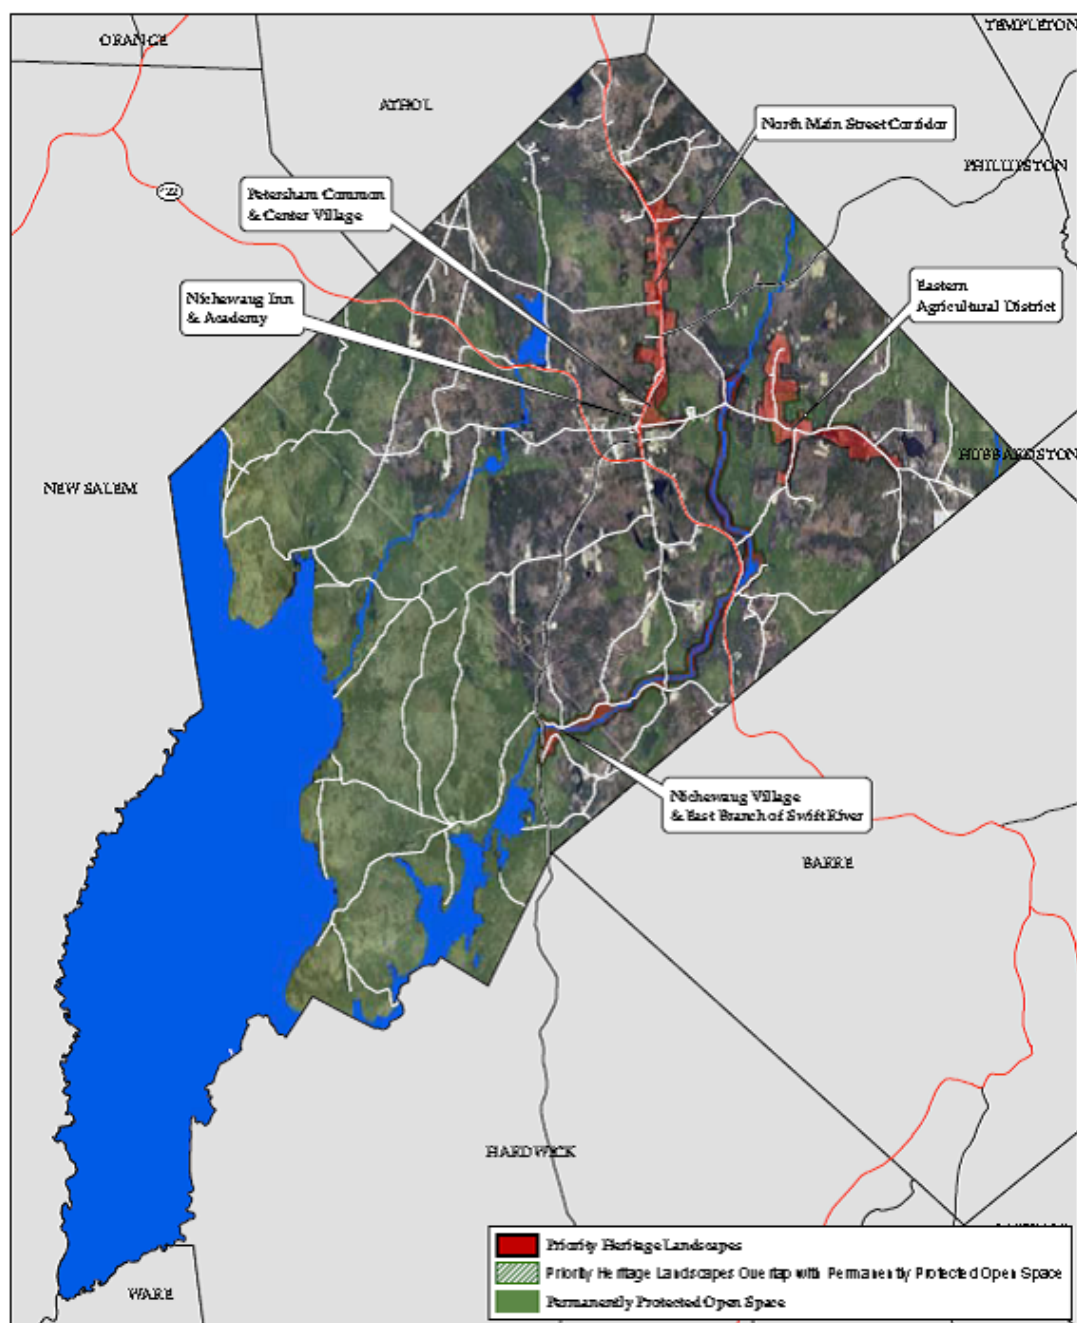 ORANGE
TEMPLETON
ATHOL
North Main Street Corridor
PHILLIPSTON
122
Petersham Common
& Center Village
Nichewaug Inn
& Academy
Eastern
Agricultural District
HUBBARDSTON
NEW SALEM
Nichewaug Village
& East Branch of Swift River
BARRE
HARDWICK
WARE
Priority Heritage Landscapes
Priority Heritage Landscapes Overlap with Permanently Protected Open Space
Permanently Protected Open Space